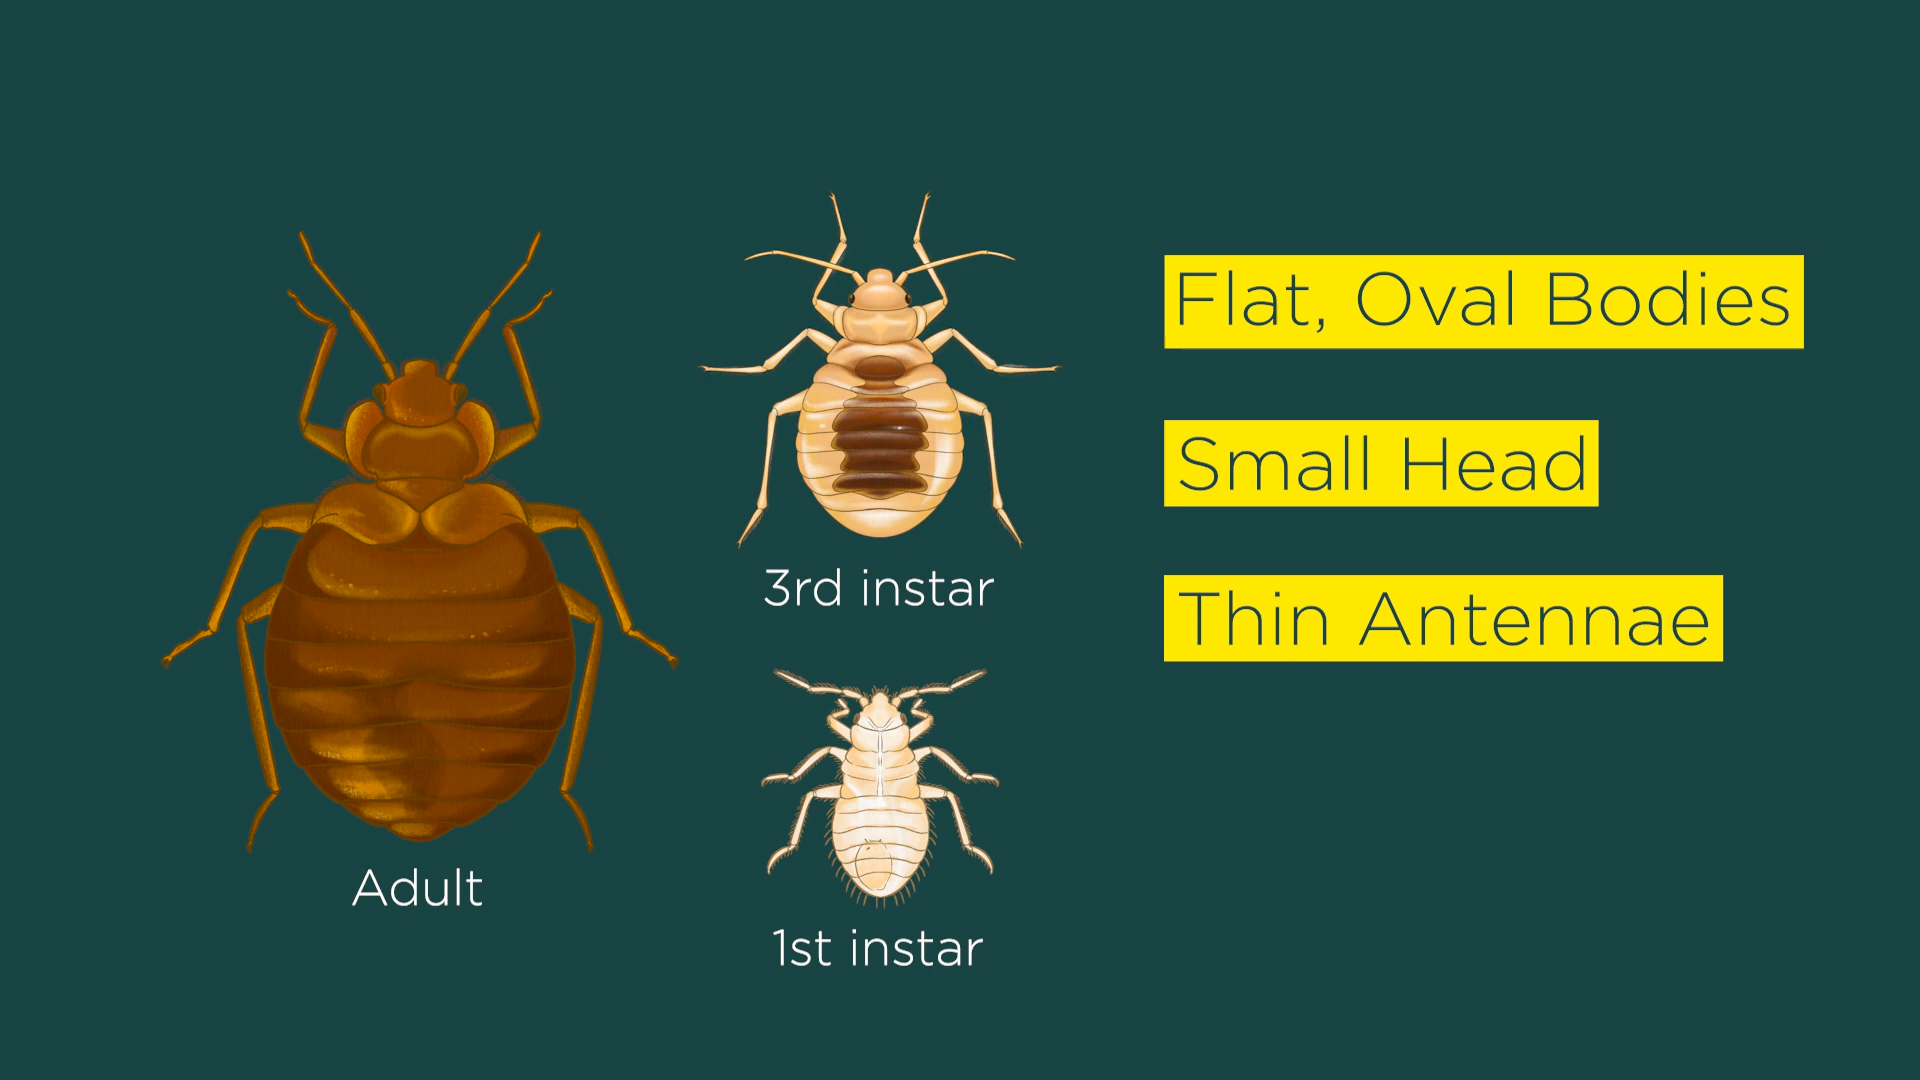 Flat, Oval Bodies
Small Head
Thin Antennae
3rd instar
Adult
1st instar